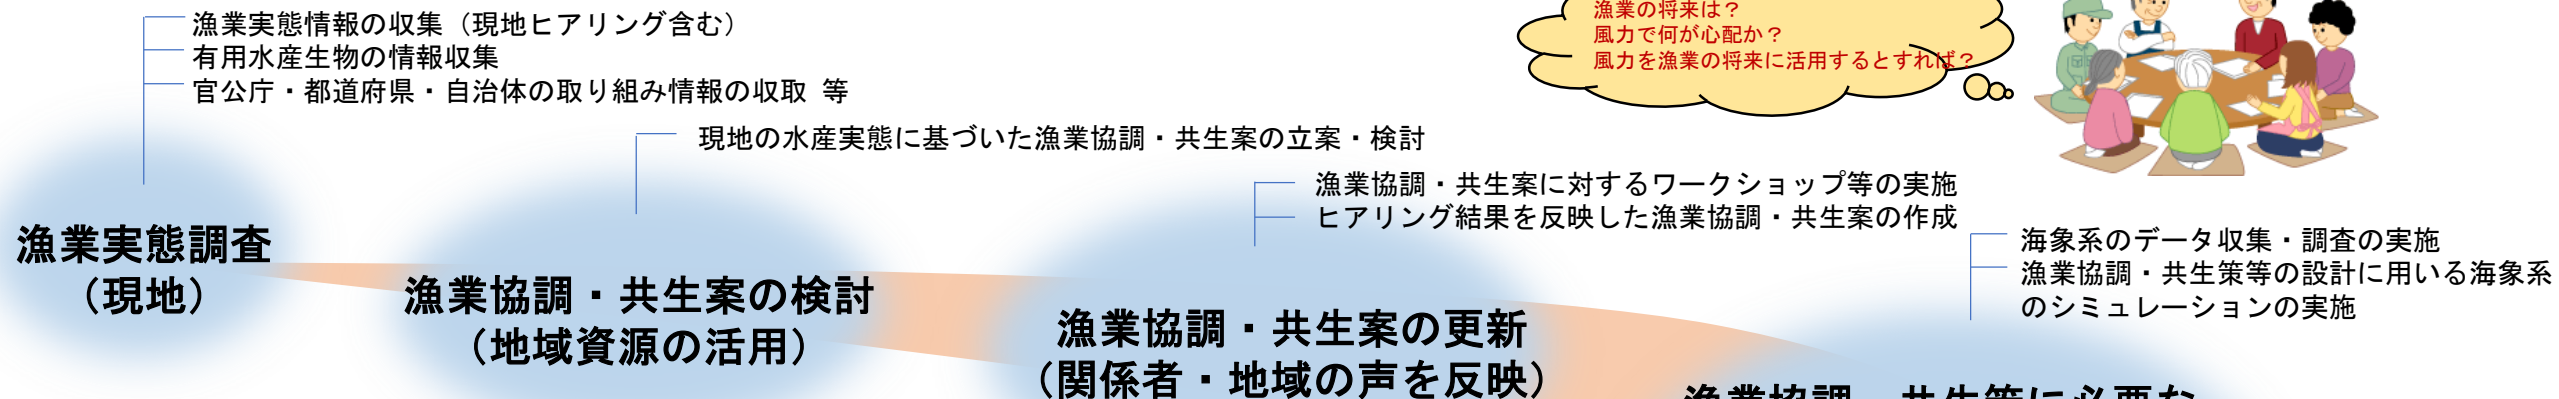 漁業実態情報の収集（現地ヒアリング含む）
有用水産生物の情報収集
官公庁・都道府県・自治体の取り組み情報の収取 等
漁業の将来は？
風力で何が心配か？
風力を漁業の将来に活用するとすれば？
現地の水産実態に基づいた漁業協調・共生案の立案・検討
漁業協調・共生案に対するワークショップ等の実施
ヒアリング結果を反映した漁業協調・共生案の作成
海象系のデータ収集・調査の実施
漁業協調・共生策等の設計に用いる海象系
のシミュレーションの実施
漁業実態調査
（現地）
漁業協調・共生案の検討
（地域資源の活用）
漁業協調・共生案の更新
（関係者・地域の声を反映）
漁業協調・共生策に必要な